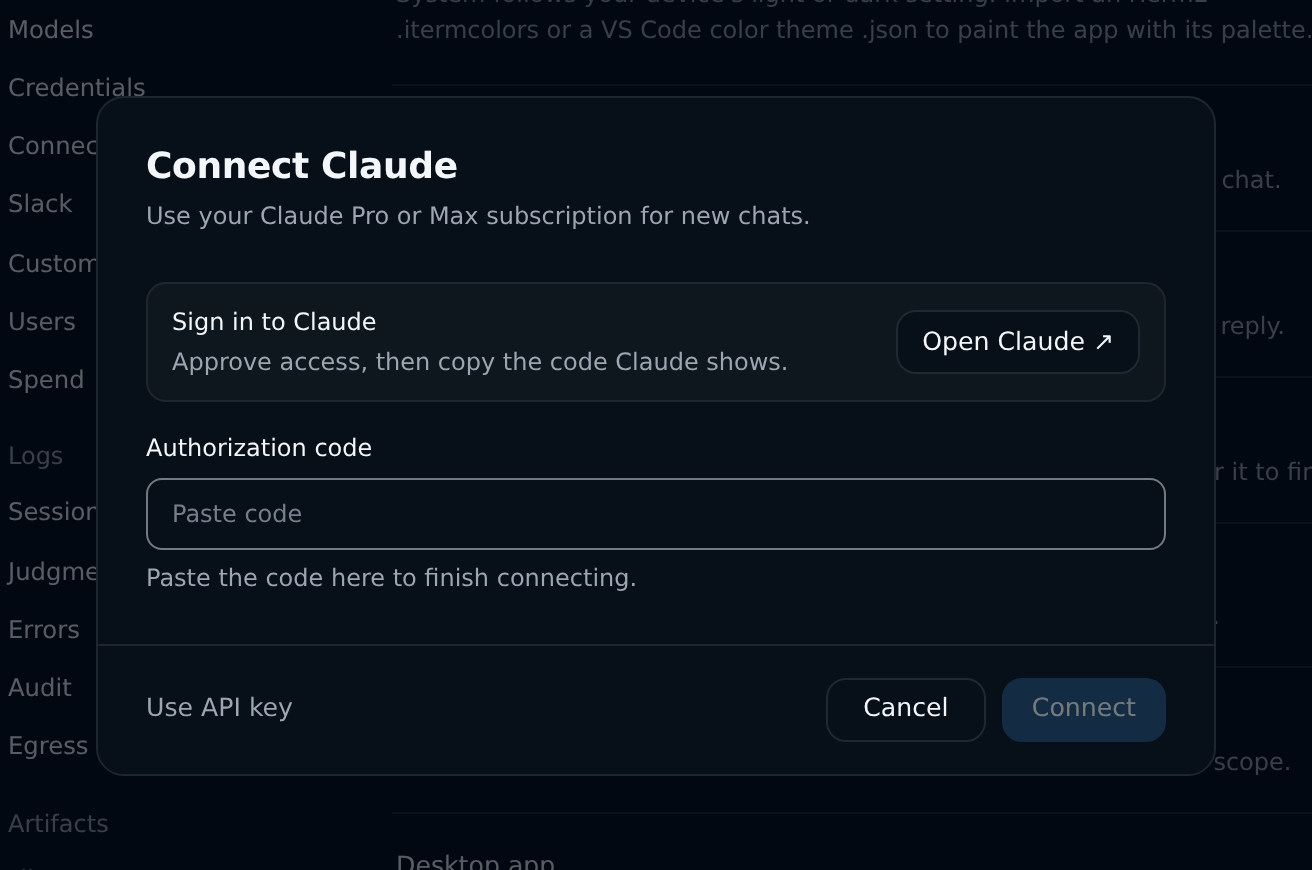 Models
Credentials
Slack
Users
Spend
Logs
Errors
Audit
Egress
Artifacts
.itermcolors or a VS Code color theme .json to paint the app with its palette.
chat.
reply.
it to
scope.
Desktop app
Connect Claude
Use your Claude Pro or Max subscription for new chats.
Sign in to Claude
Approve access, then copy the code Claude shows.
Open Claude ↗
Authorization code
Paste code
Paste the code here to finish connecting.
Use API key
Cancel
Connect